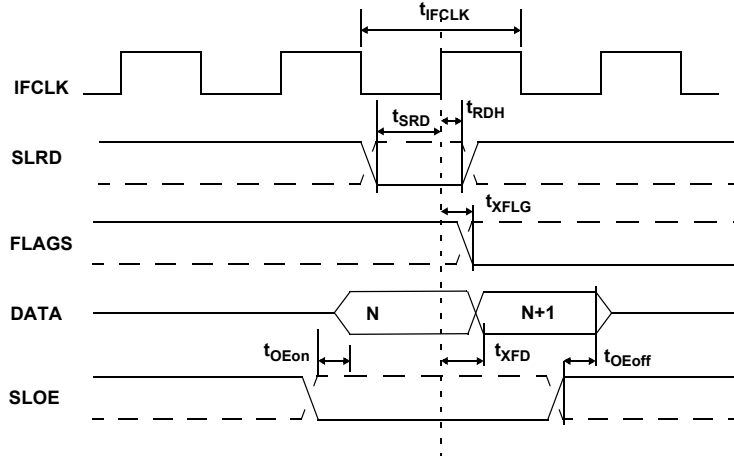 tIFCLK
IFCLK
tSRD
tRDH
SLRD
tXFLG
FLAGS
DATA
N
N+1
tOEon
tXFD
tOEoff
SLOE